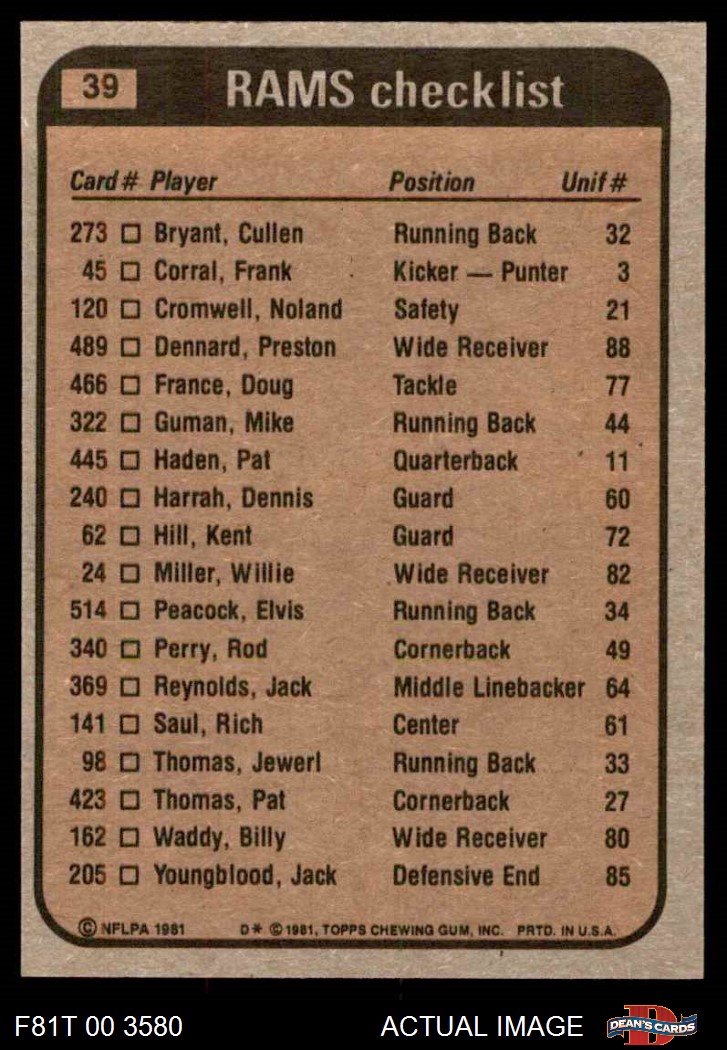 39 RAMS checklist
Card# Player Position Unif#
273 □ Bryant, Cullen Running Back 32
45 □ Corral, Frank Kicker — Punter 3
120 □ Cromwell, Noland Safety 21
489 □ Dennard, Preston Wide Receiver 88
466 □ France, Doug Tackle 77
322 □ Guman, Mike Running Back 44
445 □ Haden, Pat Quarterback 11
240 □ Harrah, Dennis Guard 60
62 □ Hill, Kent Guard 72
24 □ Miller, Willie Wide Receiver 82
514 □ Peacock, Elvis Running Back 34
340 □ Perry, Rod Cornerback 49
369 □ Reynolds, Jack Middle Linebacker 64
141 □ Saul, Rich Center 61
98 □ Thomas, Jewerl Running Back 33
423 □ Thomas, Pat Cornerback 27
162 □ Waddy, Billy Wide Receiver 80
205 □ Youngblood, Jack Defensive End 85
© NFLPA 1981 D* © 1981, TOPPS CHEWING GUM, INC. PRTD. IN U.S.A.
F81T 00 3580 ACTUAL IMAGE D DEAN'S CARDS